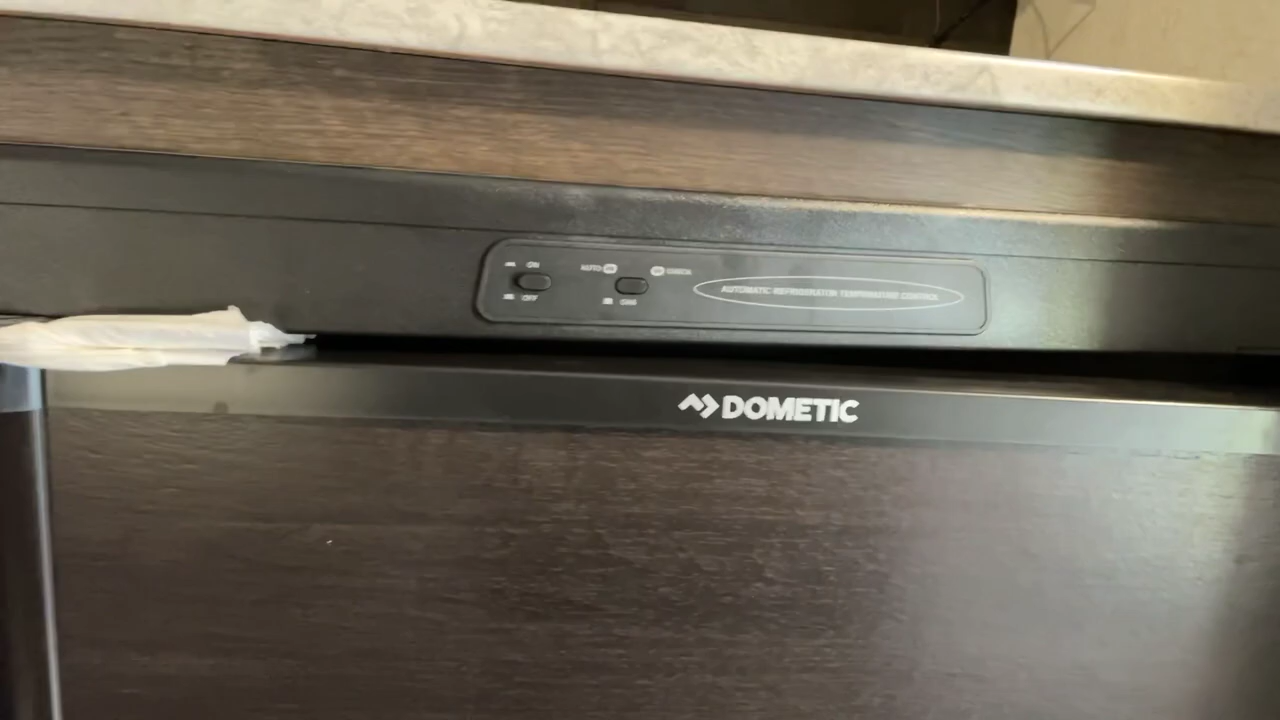 ON
OFF
AUTO
CHECK
GAS
AUTOMATIC REFRIGERATOR TEMPERATURE CONTROL
DOMETIC